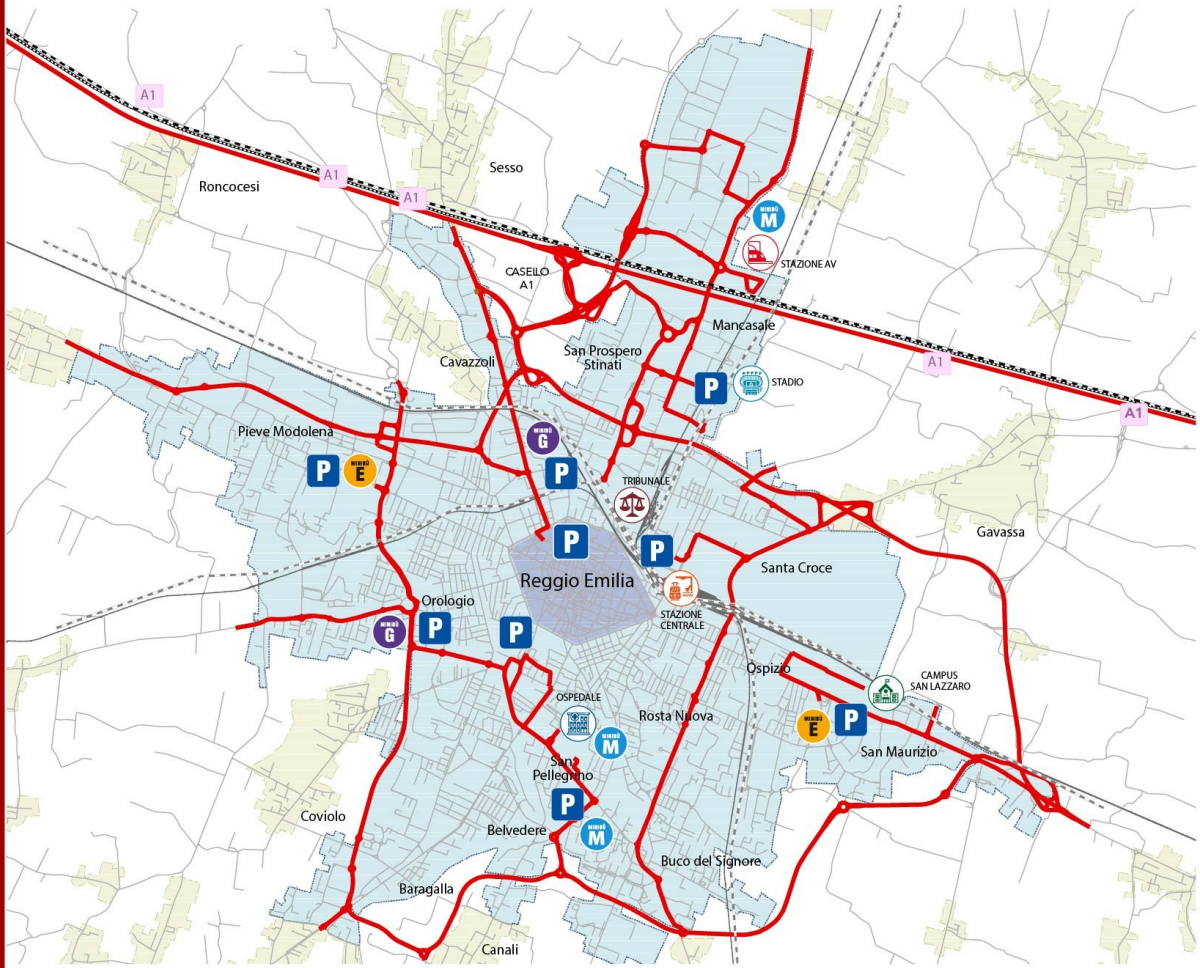 A1
Sesso
A1
Roncocesi
A1
MINIBÙ
M
STAZIONE AV
CASELLO
A1
Mancasale
San Prospero
Stinati
Cavazzoli
A1
P
STADIO
A1
Pieve Modolena
MINIBÙ
G
P
MINIBÙ
E
P
TRIBUNALE
Gavassa
P
P
Santa Croce
Reggio Emilia
Orologio
STAZIONE
CENTRALE
MINIBÙ
G
P
P
Ospizio
CAMPUS
SAN LAZZARO
OSPEDALE
Rosta Nuova
MINIBÙ
E
P
MINIBÙ
M
San Maurizio
San
Pellegrino
P
Coviolo
Belvedere
MINIBÙ
M
Buco del Signore
Baragalla
Canali